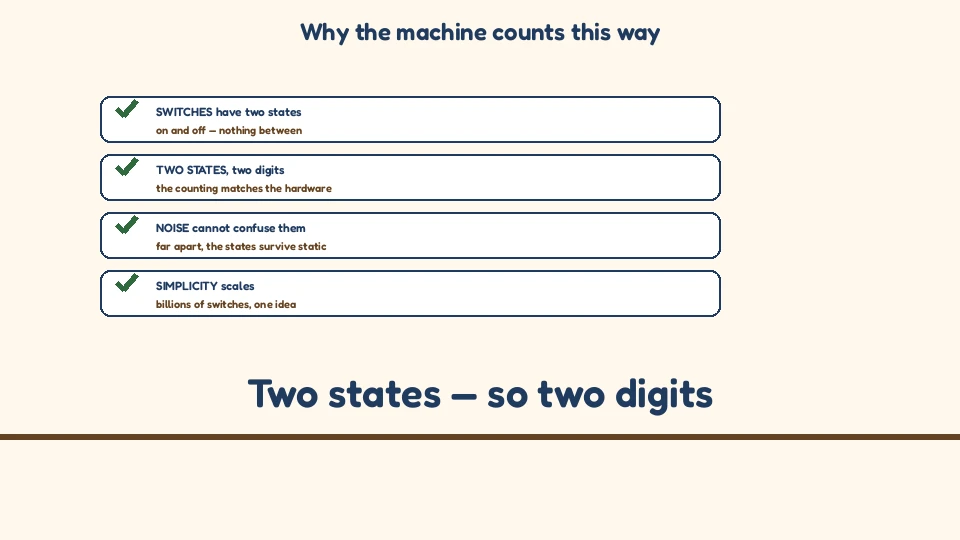 Why the machine counts this way
SWITCHES have two states
on and off — nothing between
TWO STATES, two digits
the counting matches the hardware
NOISE cannot confuse them
far apart, the states survive static
SIMPLICITY scales
billions of switches, one idea
Two states — so two digits